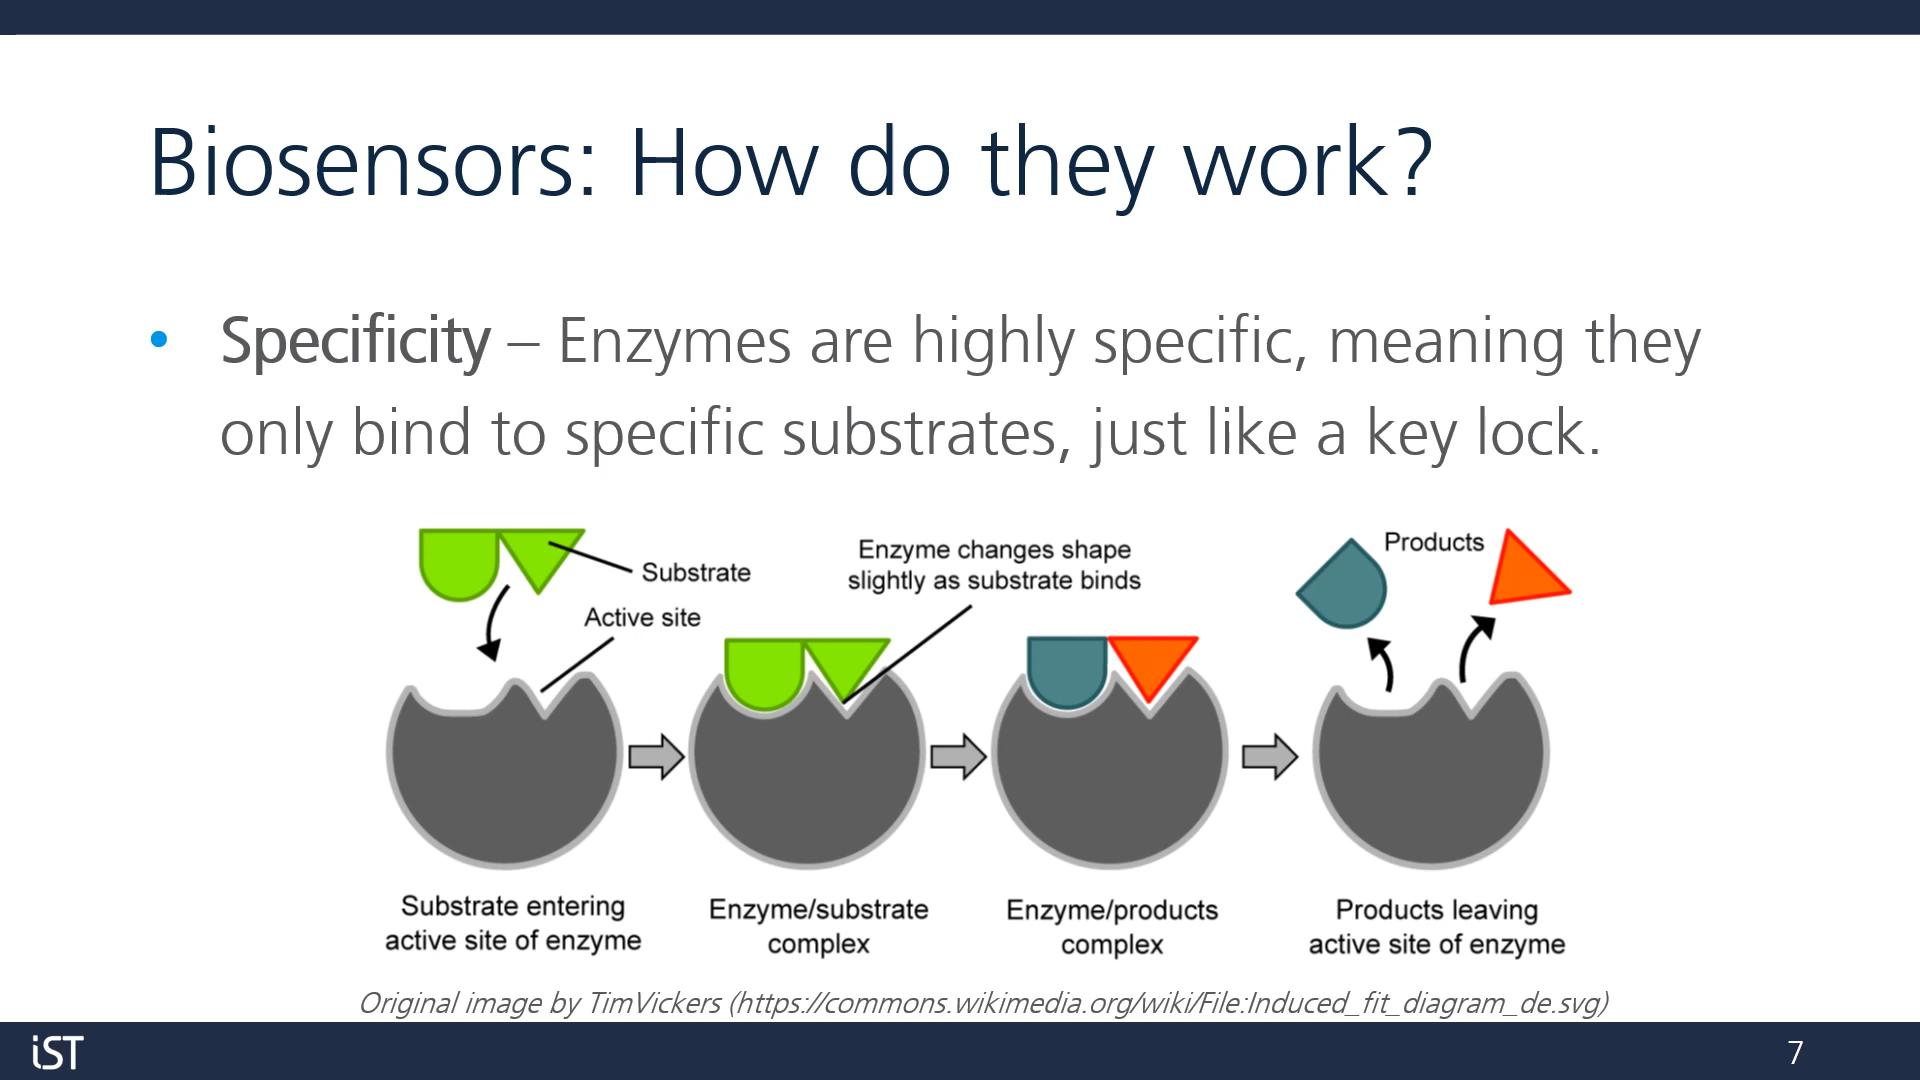 Biosensors: How do they work?
• Specificity – Enzymes are highly specific, meaning they
only bind to specific substrates, just like a key lock.
Substrate
Active site
Enzyme changes shape
slightly as substrate binds
Products
Substrate entering
active site of enzyme
Enzyme/substrate
complex
Enzyme/products
complex
Products leaving
active site of enzyme
Original image by TimVickers (https://commons.wikimedia.org/wiki/File:Induced_fit_diagram_de.svg)
iST
7